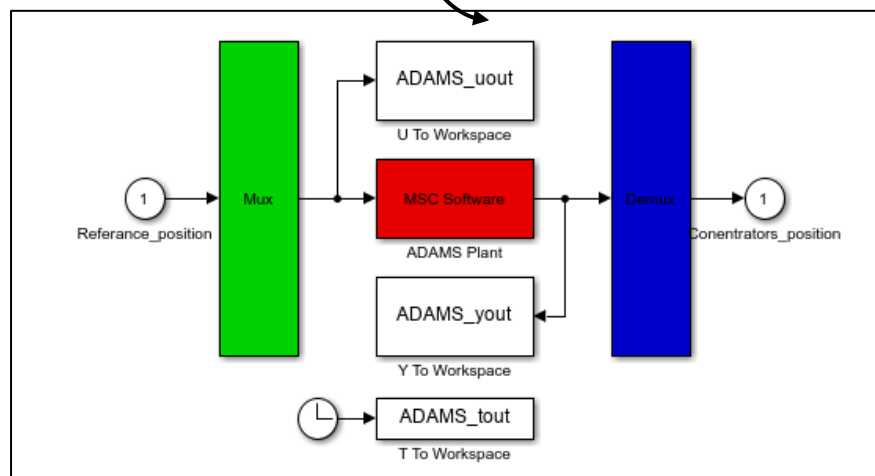 ADAMS_uout
U To Workspace
1
Mux
MSC Software
Demux
1
Referance_position
ADAMS Plant
Conentrators_position
ADAMS_yout
Y To Workspace
ADAMS_tout
T To Workspace